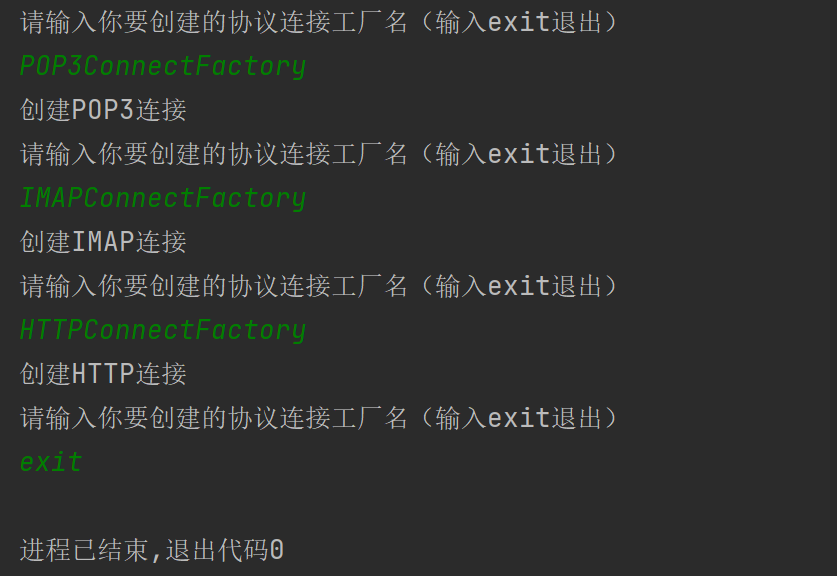 请输入你要创建的协议连接工厂名（输入exit退出）
POP3ConnectFactory
创建POP3连接
请输入你要创建的协议连接工厂名（输入exit退出）
IMAPConnectFactory
创建IMAP连接
请输入你要创建的协议连接工厂名（输入exit退出）
HTTPConnectFactory
创建HTTP连接
请输入你要创建的协议连接工厂名（输入exit退出）
exit
进程已结束,退出代码0